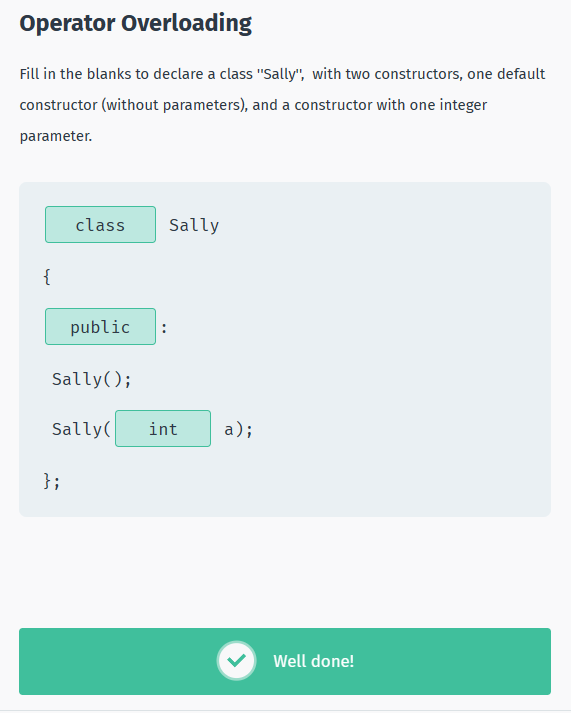 Operator Overloading
Fill in the blanks to declare a class ''Sally'',  with two constructors, one default
constructor (without parameters), and a constructor with one integer
parameter.
class Sally
{
public :
Sally();
Sally( int a);
};
Well done!